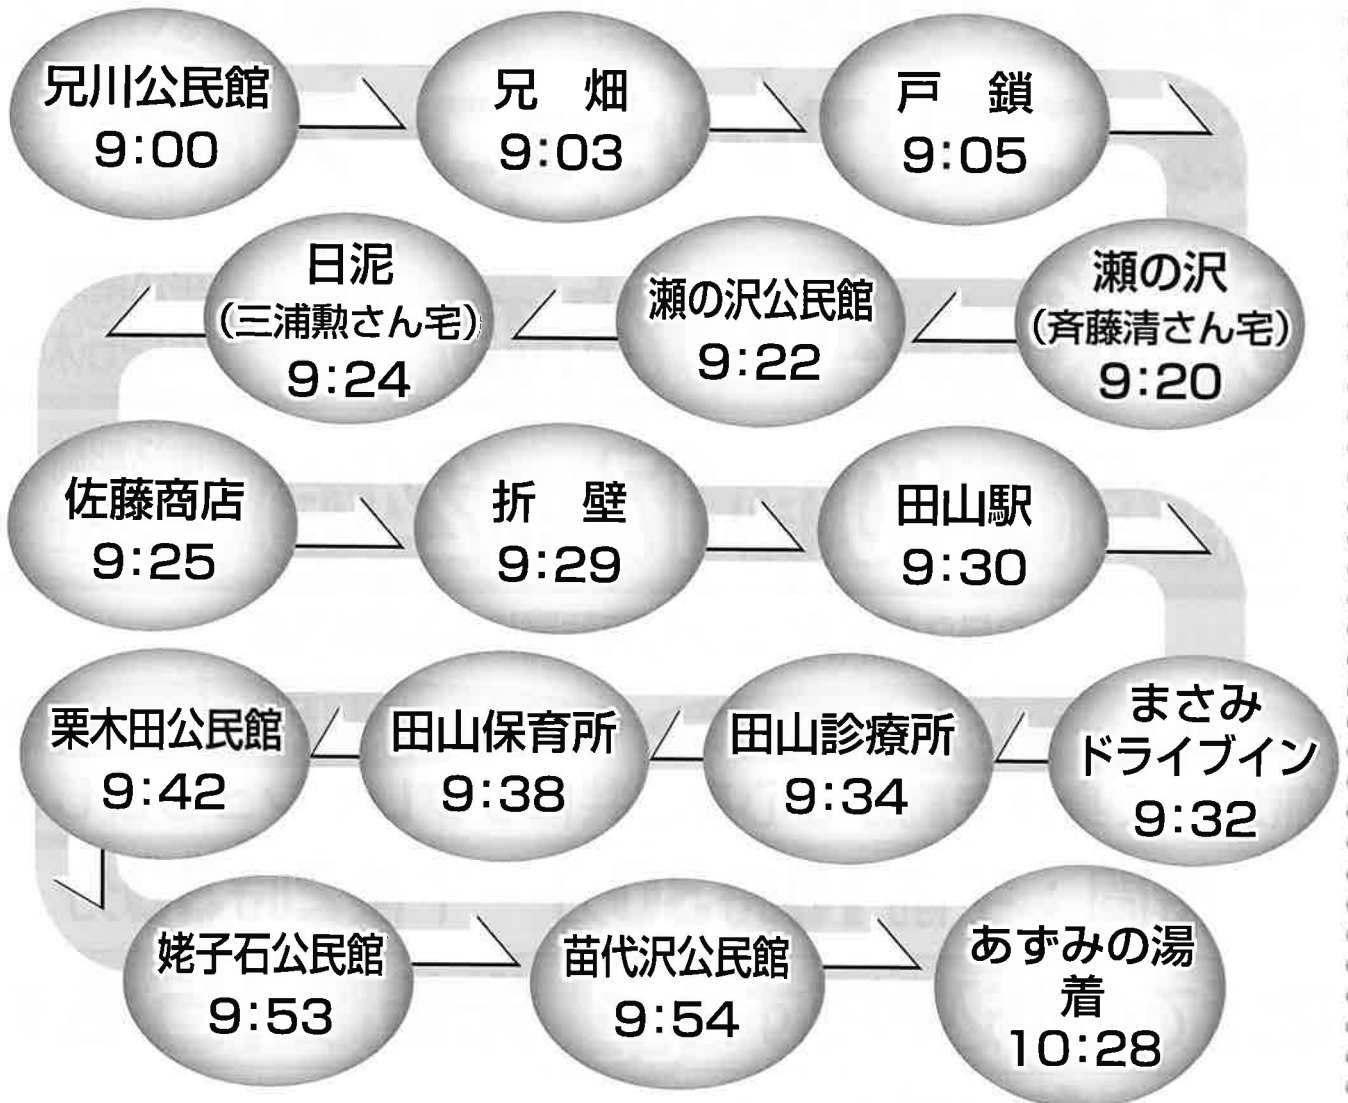 兄川公民館
9:00
兄　畑
9:03
戸　鎖
9:05
瀬の沢
(斉藤清さん宅)
9:20
瀬の沢公民館
9:22
日泥
(三浦勲さん宅)
9:24
佐藤商店
9:25
折　壁
9:29
田山駅
9:30
まさみ
ドライブイン
9:32
田山診療所
9:34
田山保育所
9:38
栗木田公民館
9:42
姥子石公民館
9:53
苗代沢公民館
9:54
あずみの湯
着
10:28